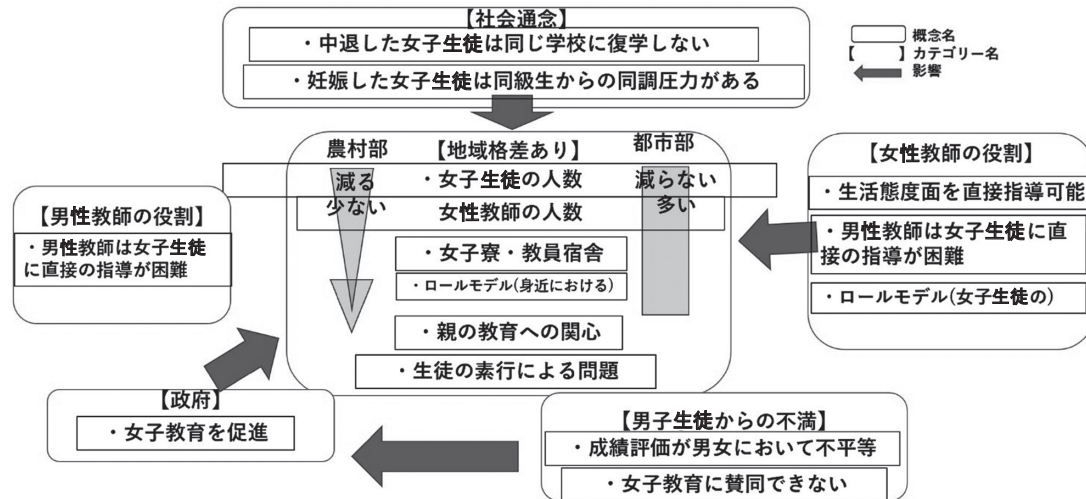 【社会通念】
・中退した女子生徒は同じ学校に復学しない
・妊娠した女子生徒は同級生からの同調圧力がある
概念名
【　】カテゴリー名
影響
農村部
【地域格差あり】
都市部
減る
・女子生徒の人数
減らない
少ない
女性教師の人数
多い
・女子寮・教員宿舎
・ロールモデル(身近における)
・親の教育への関心
・生徒の素行による問題
【男性教師の役割】
・男性教師は女子生徒
に直接の指導が困難
【女性教師の役割】
・生活態度面を直接指導可能
・男性教師は女子生徒に直
接の指導が困難
・ロールモデル(女子生徒の)
【政府】
・女子教育を促進
【男子生徒からの不満】
・成績評価が男女において不平等
・女子教育に賛同できない